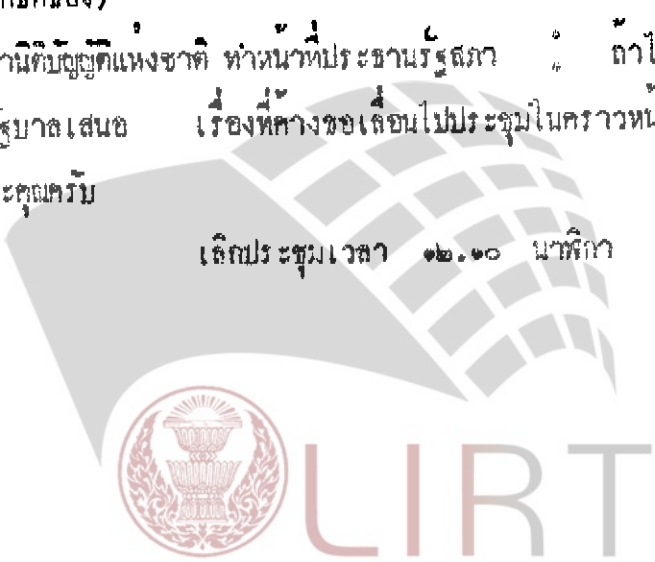 านิติบัญญัติแห่งชาติ ทำหน้าที่ประธานรัฐสภา : ถ้าไ
ฐบาลเสนอ เรื่องที่ค้างขอเลื่อนไปประชุมในคราวหน้
ะคุณครับ
เลิกประชุมเวลา ๑๒.๑๐ นาฬิกา
LIRT